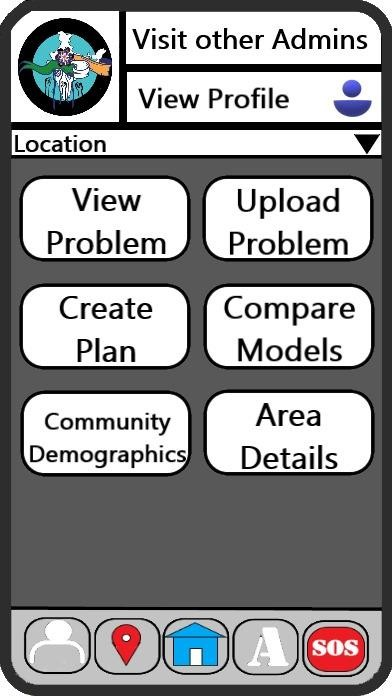 Visit other Admins
View Profile
Location
View
Problem
Upload
Problem
Create
Plan
Compare
Models
Community
Demographics
Area
Details
A
SOS